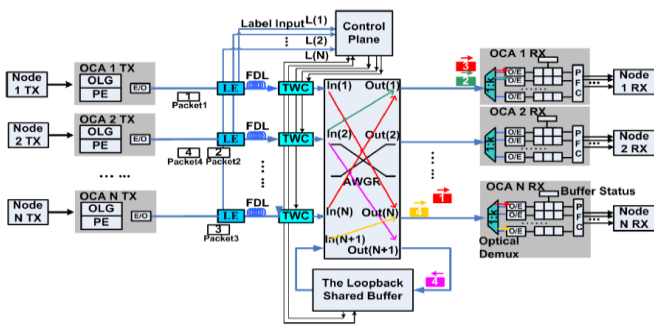 Label Input
L(1)
L(2)
L(N)
Control
Plane
Node
1 TX
OCA 1 TX
OLG
PE
E/O
1
Packet1
LE
FDL
TWC
In(1)
Out(1)
3
2
OCA 1 RX
1:k
O/E
O/E
P
F
C
Node
1 RX
Node
2 TX
OCA 2 TX
OLG
PE
E/O
4
Packet4
2
Packet2
LE
FDL
TWC
In(2)
Out(2)
AWGR
OCA 2 RX
1:k
O/E
O/E
P
F
C
Node
2 RX
Node
N TX
OCA N TX
OLG
PE
E/O
3
Packet3
LE
FDL
TWC
In(N)
Out(N)
In(N+1)
Out(N+1)
4
1
OCA N RX
Buffer Status
1:k
O/E
O/E
P
F
C
Optical
Demux
Node
N RX
The Loopback
Shared Buffer
4